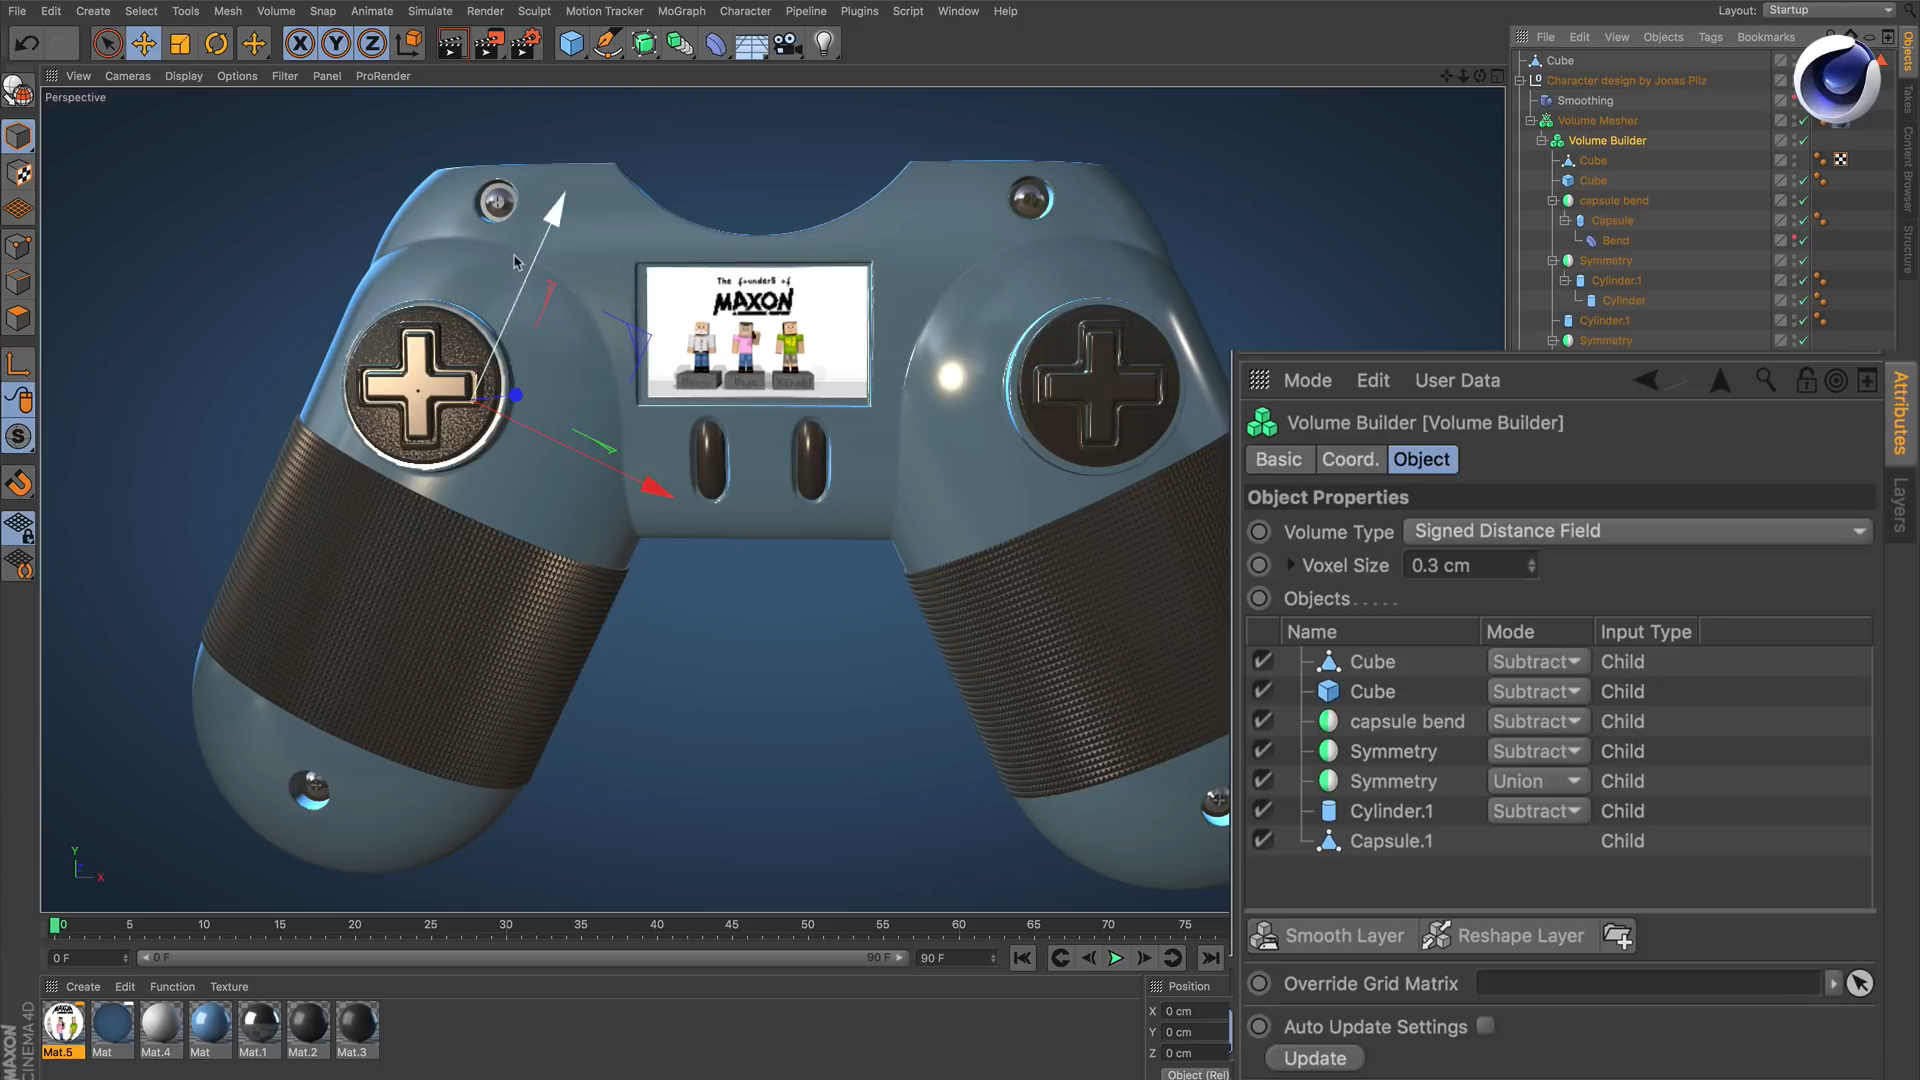 File Edit Create Select Tools Mesh Volume Snap Animate Simulate Render Sculpt Motion Tracker MoGraph Character Pipeline Plugins Script Window Help
Layout: Startup
X Y Z
File Edit View Objects Tags Bookmarks
View Cameras Display Options Filter Panel ProRender
Perspective
Cube
Character design by Jonas Pilz
Smoothing
Volume Mesher
Volume Builder
Cube
Cube
capsule bend
Capsule
Bend
Symmetry
Cylinder.1
Cylinder
Cylinder.1
Symmetry
Objects
Takes
Content Browser
Structure
The founders of
MAXON
42
Mode Edit User Data
Volume Builder [Volume Builder]
Basic Coord. Object
Object Properties
Volume Type Signed Distance Field
Voxel Size 0.3 cm
Objects . . . . .
Name Mode Input Type
Cube Subtract Child
Cube Subtract Child
capsule bend Subtract Child
Symmetry Subtract Child
Symmetry Union Child
Cylinder.1 Subtract Child
Capsule.1 Child
Smooth Layer Reshape Layer
Override Grid Matrix
Auto Update Settings
Update
Attributes
Layers
S
Y
X
0 5 10 15 20 25 30 35 40 45 50 55 60 65 70 75
0 F 0 F 90 F 90 F
Create Edit Function Texture
Position
X 0 cm
Y 0 cm
Z 0 cm
Object (Rel)
MAXON
Mat.5 Mat Mat.4 Mat Mat.1 Mat.2 Mat.3
MAXON
CINEMA4D